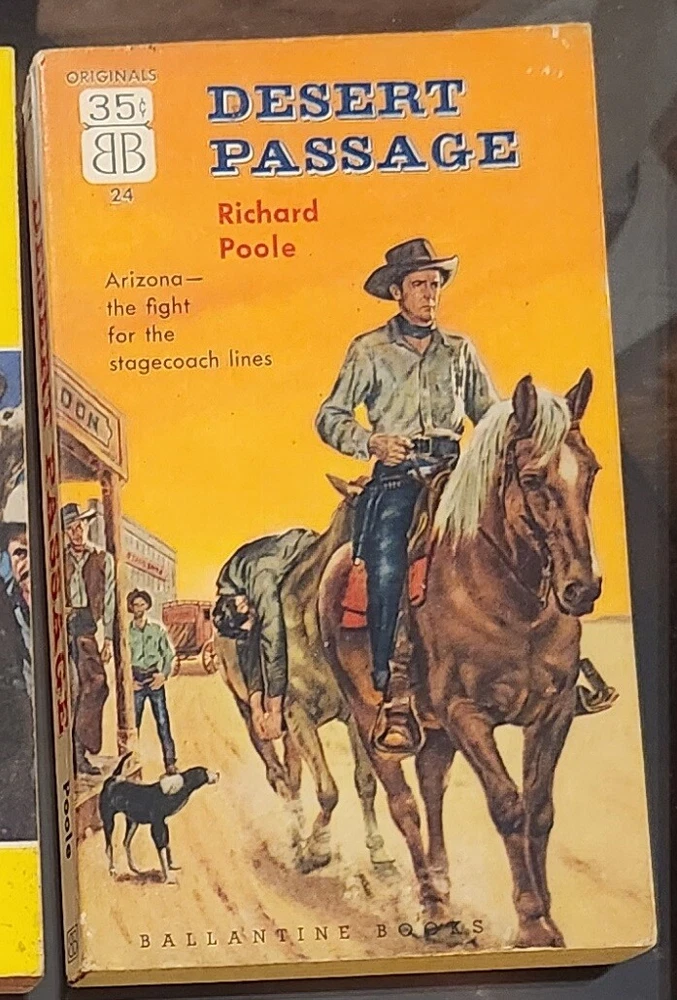 ORIGINALS
35¢
BB
24
DESERT
PASSAGE
Richard
Poole
Arizona—
the fight
for the
stagecoach lines
OON
BALLANTINE BOOKS
DESERT PASSAGE
Poole